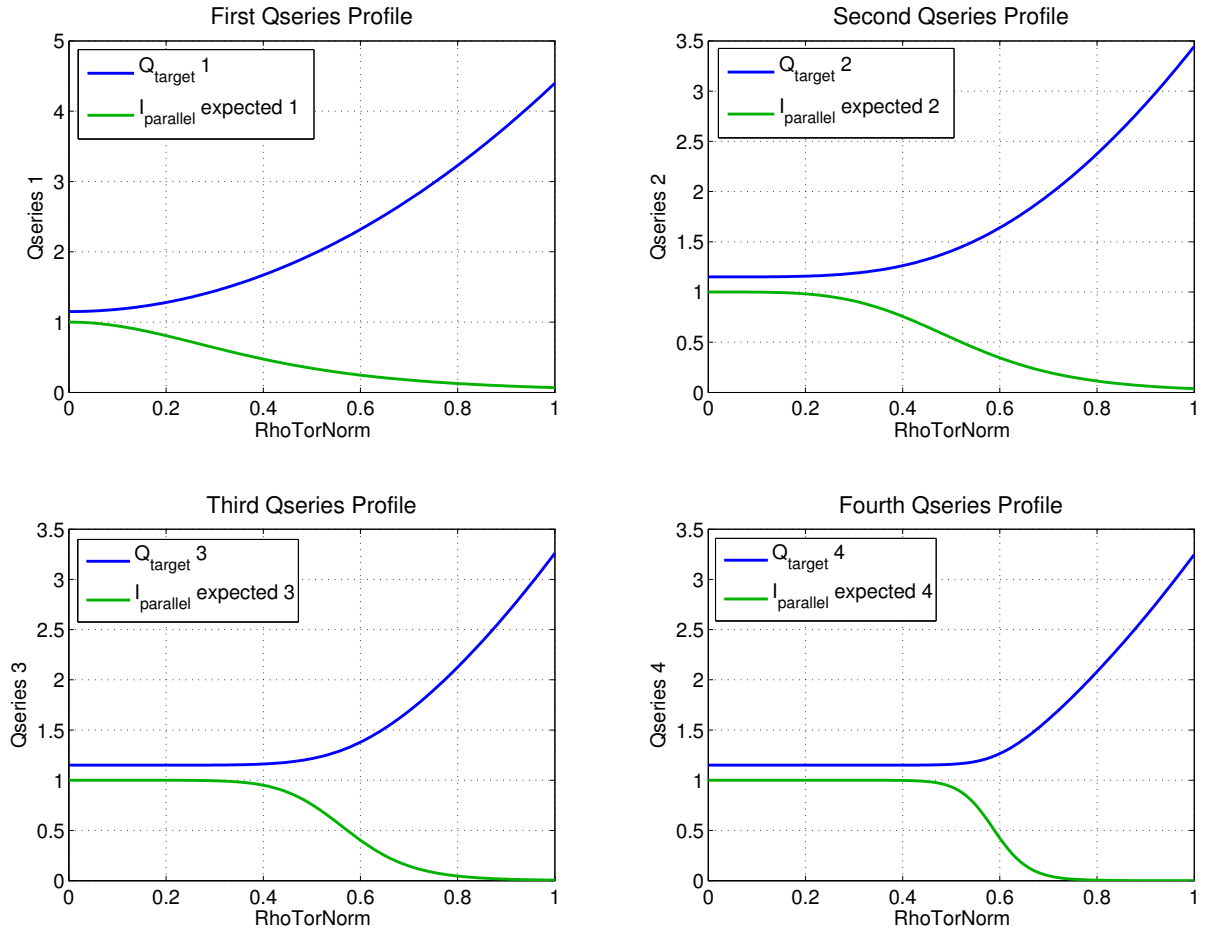 First Qseries Profile
5
4
3
2
1
0
Qseries 1
Q_target 1
I_parallel expected 1
0 0.2 0.4 0.6 0.8 1
RhoTorNorm
Second Qseries Profile
3.5
3
2.5
2
1.5
1
0.5
0
Qseries 2
Q_target 2
I_parallel expected 2
0 0.2 0.4 0.6 0.8 1
RhoTorNorm
Third Qseries Profile
3.5
3
2.5
2
1.5
1
0.5
0
Qseries 3
Q_target 3
I_parallel expected 3
0 0.2 0.4 0.6 0.8 1
RhoTorNorm
Fourth Qseries Profile
3.5
3
2.5
2
1.5
1
0.5
0
Qseries 4
Q_target 4
I_parallel expected 4
0 0.2 0.4 0.6 0.8 1
RhoTorNorm